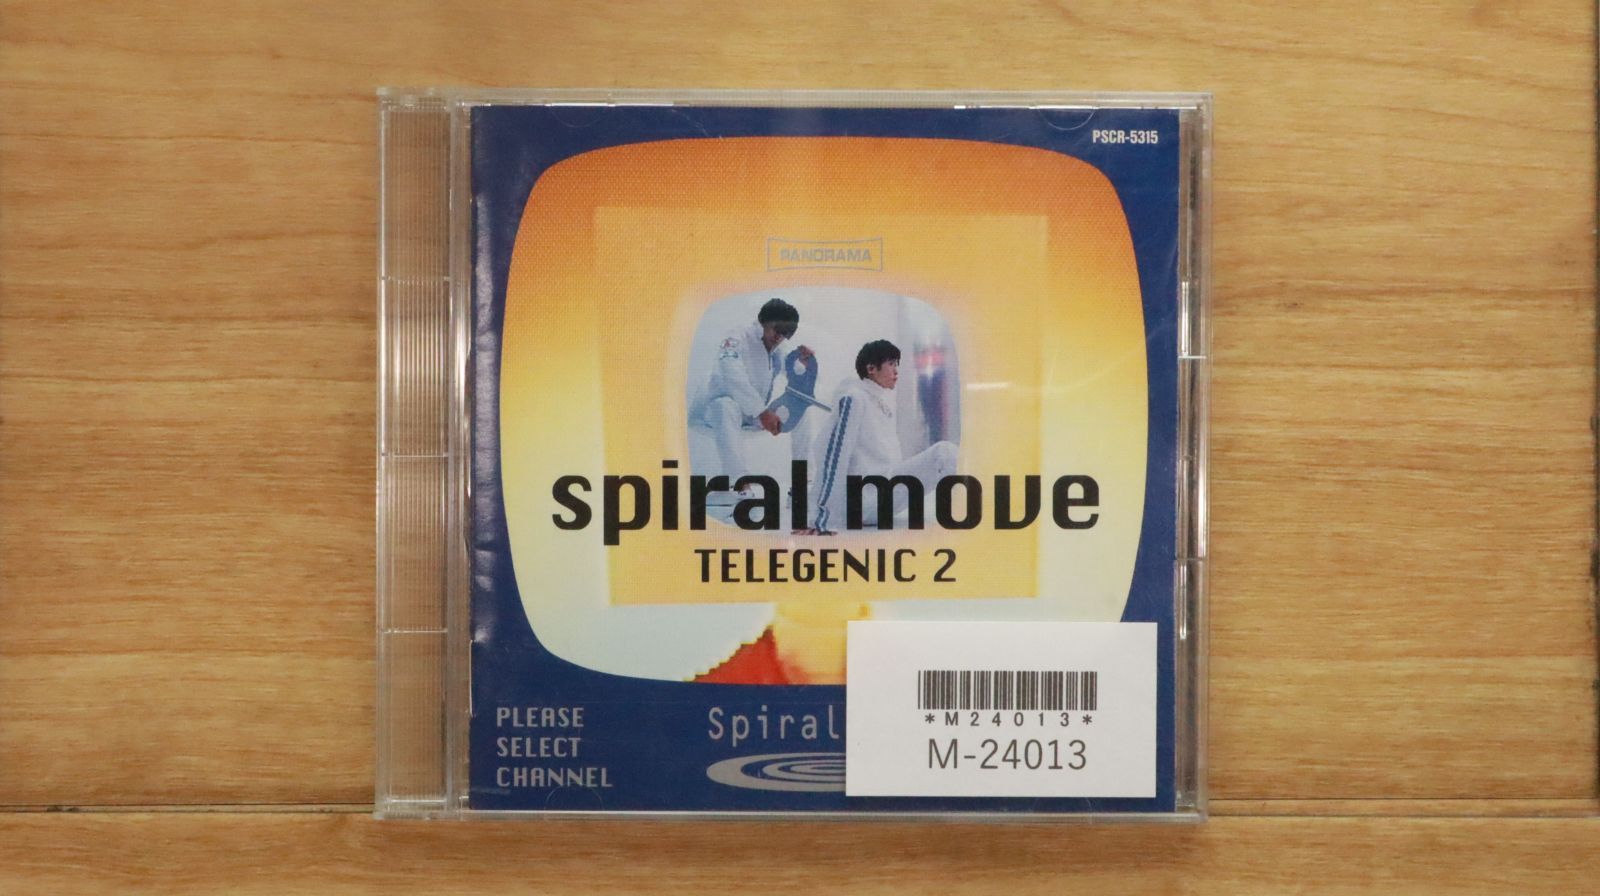 PSCR-5315
PANORAMA
spiral move
TELEGENIC 2
PLEASE
SELECT
CHANNEL
Spiral
*M24013*
M-24013